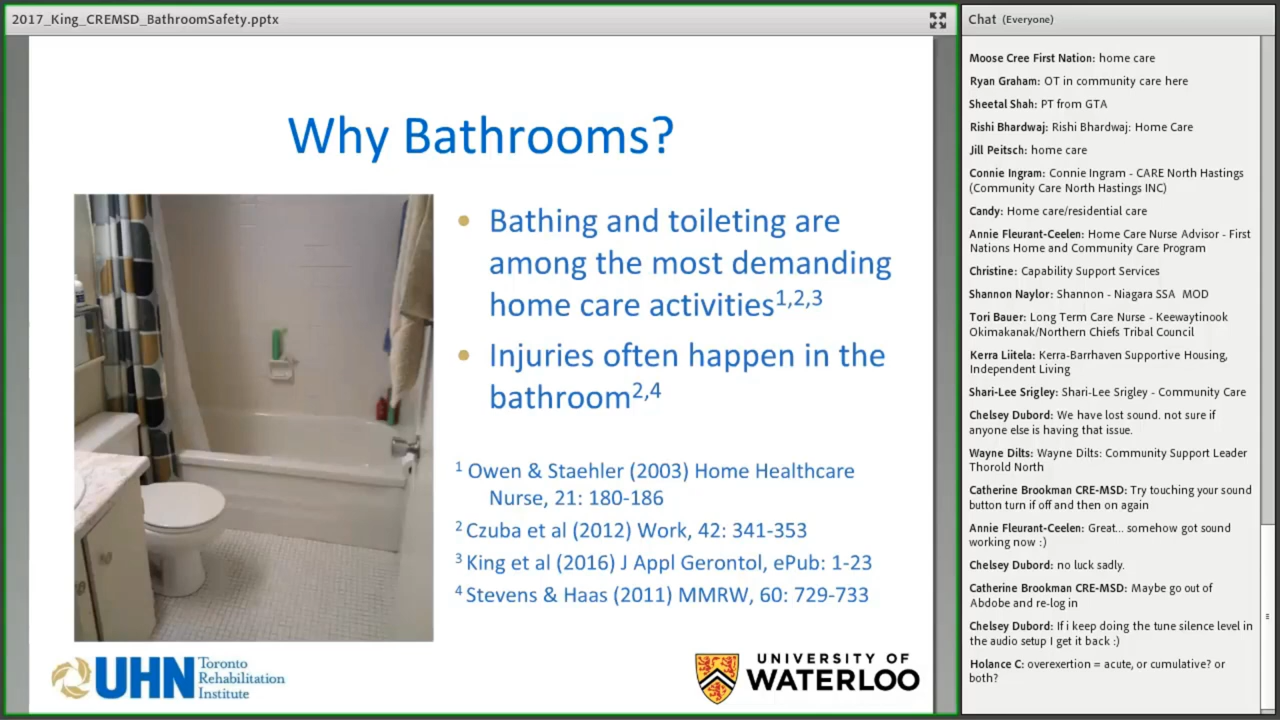 2017_King_CREMSD_BathroomSafety.pptx
Why Bathrooms?
• Bathing and toileting are
among the most demanding
home care activities1,2,3
• Injuries often happen in the
bathroom2,4
1 Owen & Staehler (2003) Home Healthcare
Nurse, 21: 180-186
2 Czuba et al (2012) Work, 42: 341-353
3 King et al (2016) J Appl Gerontol, ePub: 1-23
4 Stevens & Haas (2011) MMRW, 60: 729-733
UHN Toronto
Rehabilitation
Institute
UNIVERSITY OF
WATERLOO
Chat (Everyone)
Moose Cree First Nation: home care
Ryan Graham: OT in community care here
Sheetal Shah: PT from GTA
Rishi Bhardwaj: Rishi Bhardwaj: Home Care
Jill Peitsch: home care
Connie Ingram: Connie Ingram - CARE North Hastings
(Community Care North Hastings INC)
Candy: Home care/residential care
Annie Fleurant-Ceelen: Home Care Nurse Advisor - First
Nations Home and Community Care Program
Christine: Capability Support Services
Shannon Naylor: Shannon - Niagara SSA MOD
Tori Bauer: Long Term Care Nurse - Keewaytinook
Okimakanak/Northern Chiefs Tribal Council
Kerra Liitela: Kerra-Barrhaven Supportive Housing,
Independent Living
Shari-Lee Srigley: Shari-Lee Srigley - Community Care
Chelsey Dubord: We have lost sound. not sure if
anyone else is having that issue.
Wayne Dilts: Wayne Dilts: Community Support Leader
Thorold North
Catherine Brookman CRE-MSD: Try touching your sound
button turn if off and then on again
Annie Fleurant-Ceelen: Great... somehow got sound
working now :)
Chelsey Dubord: no luck sadly.
Catherine Brookman CRE-MSD: Maybe go out of
Abdobe and re-log in
Chelsey Dubord: If i keep doing the tune silence level in
the audio setup I get it back :)
Holance C: overexertion = acute, or cumulative? or
both?